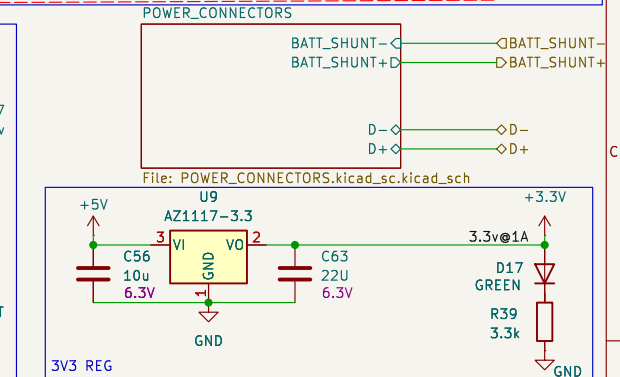 POWER_CONNECTORS
BATT_SHUNT- BATT_SHUNT-
BATT_SHUNT+ BATT_SHUNT+
D- D-
D+ D+
C
File: POWER_CONNECTORS.kicad_sc.kicad_sch
U9
AZ1117-3.3
+5V
+3.3V
3 VI VO 2
GND
1
3.3v@1A
C56
10u
6.3V
C63
22U
6.3V
D17
GREEN
R39
3.3k
GND
GND
3V3 REG